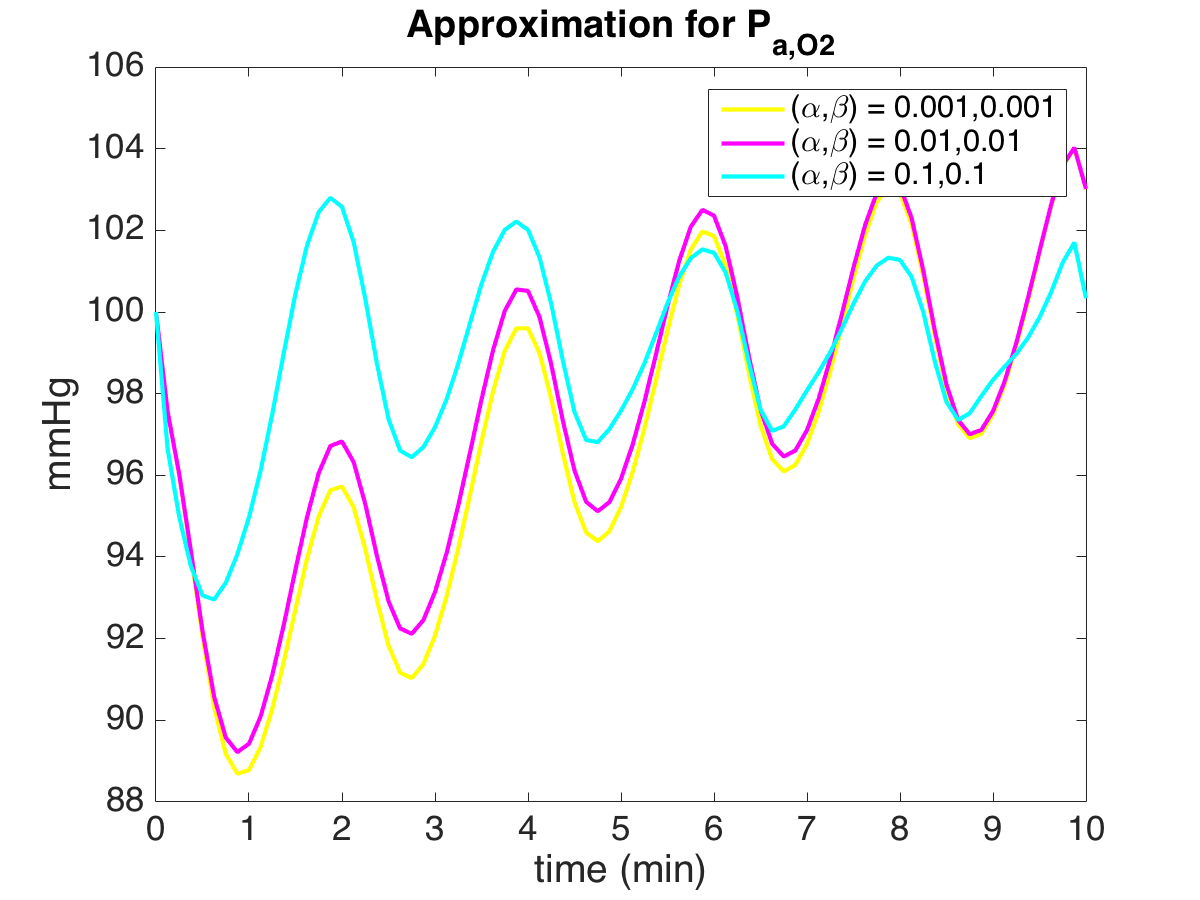 Approximation for P_a,O2
106
104
102
100
98
96
94
92
90
88
mmHg
(α,β) = 0.001,0.001
(α,β) = 0.01,0.01
(α,β) = 0.1,0.1
0 1 2 3 4 5 6 7 8 9 10
time (min)